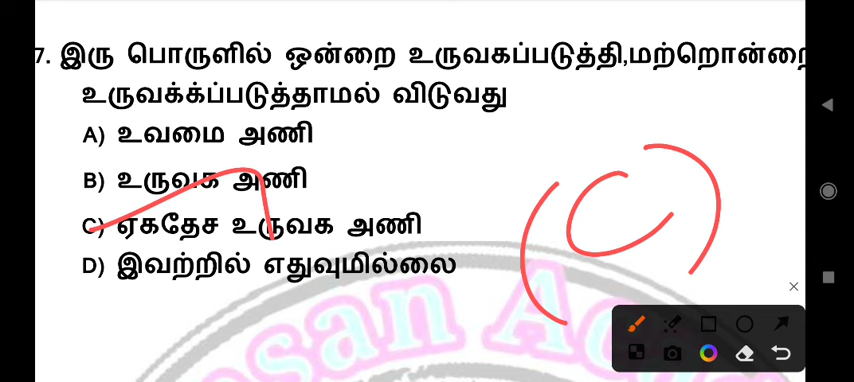 7. இரு பொருளில் ஒன்றை உருவகப்படுத்தி,மற்றொன்றை
உருவக்க்ப்படுத்தாமல் விடுவது
A) உவமை அணி
B) உருவக அணி
C) ஏகதேச உருவக அணி
(C)
D) இவற்றில் எதுவுமில்லை